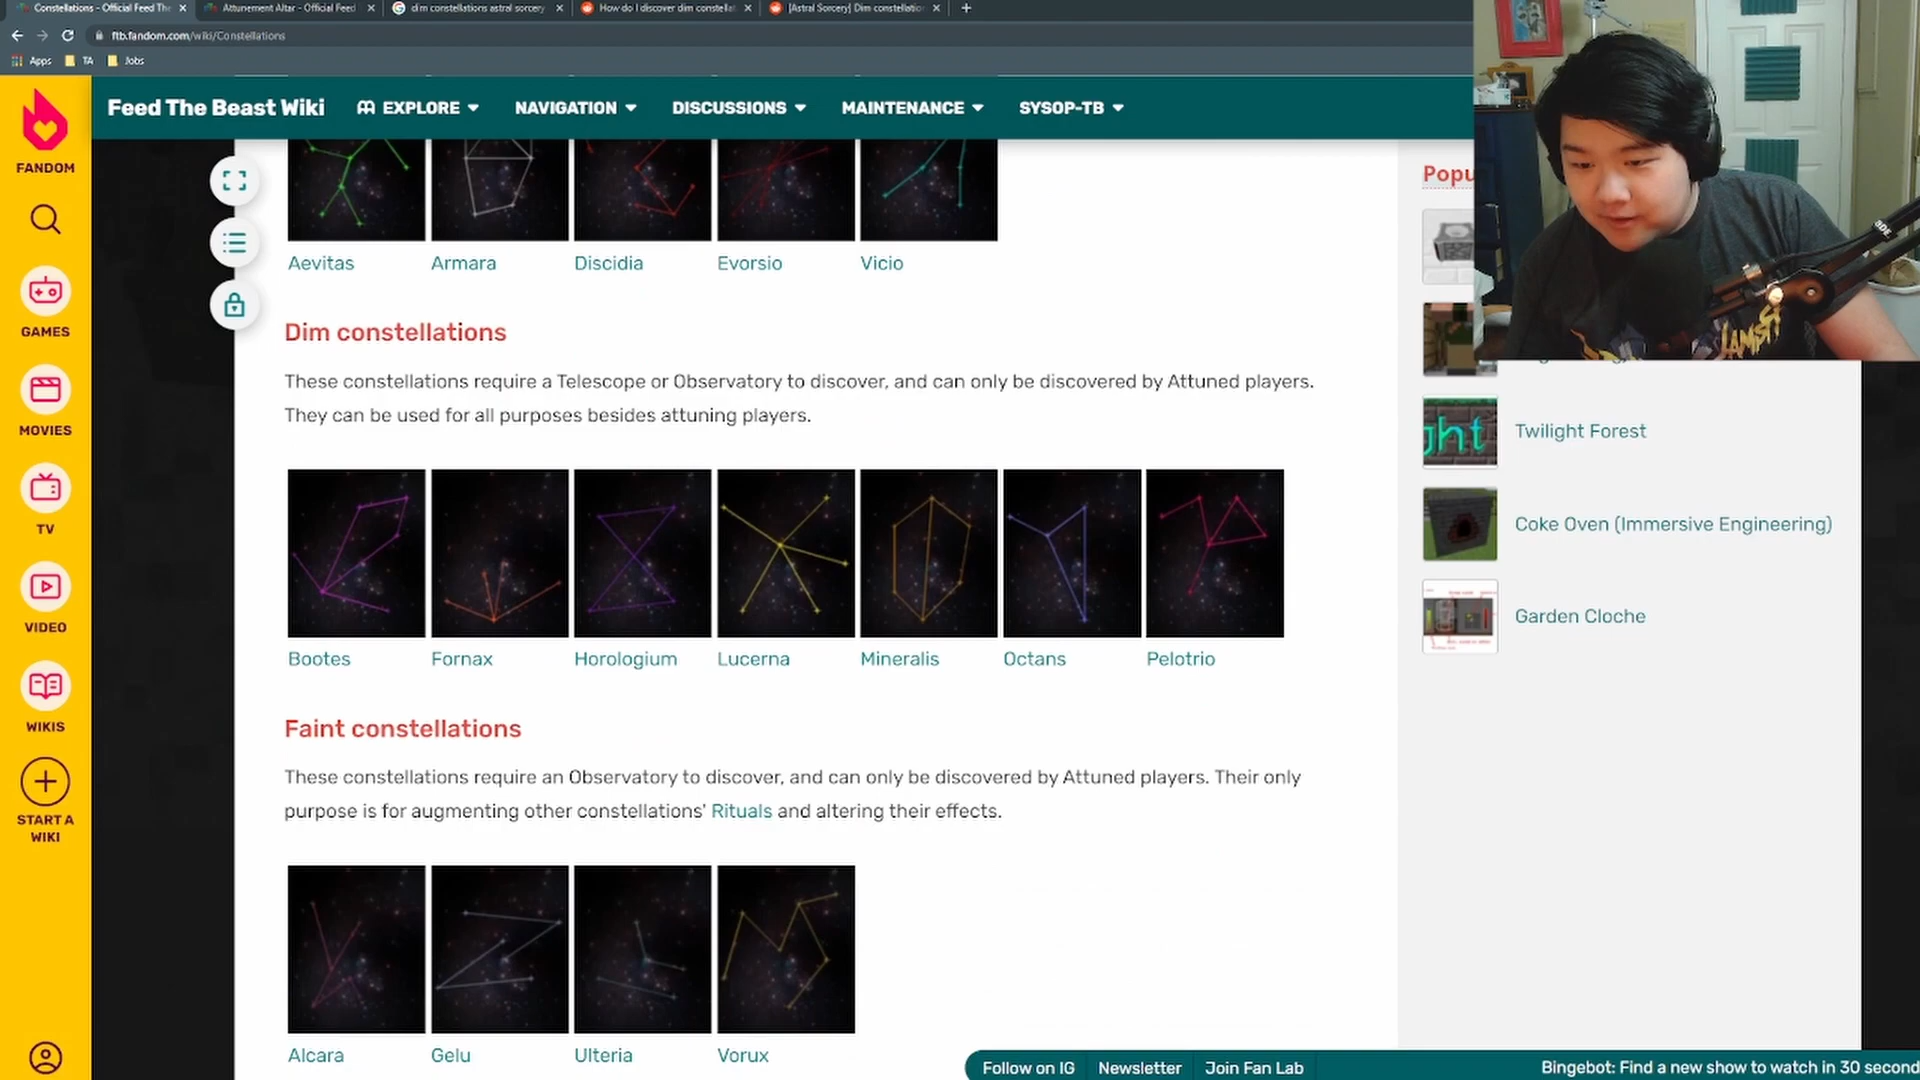 Constellations - Official Feed The
Attunement Altar - Official Feed
dim constellations astral sorcery
How do I discover dim constellat
[Astral Sorcery] Dim constellatio
ftb.fandom.com/wiki/Constellations
Apps
TA
Jobs
Feed The Beast Wiki
EXPLORE
NAVIGATION
DISCUSSIONS
MAINTENANCE
SYSOP-TB
FANDOM
GAMES
MOVIES
TV
VIDEO
WIKIS
START A
WIKI
Aevitas
Armara
Discidia
Evorsio
Vicio
Dim constellations
These constellations require a Telescope or Observatory to discover, and can only be discovered by Attuned players.
They can be used for all purposes besides attuning players.
Bootes
Fornax
Horologium
Lucerna
Mineralis
Octans
Pelotrio
Faint constellations
These constellations require an Observatory to discover, and can only be discovered by Attuned players. Their only
purpose is for augmenting other constellations' Rituals and altering their effects.
Alcara
Gelu
Ulteria
Vorux
Popu
Twilight Forest
Coke Oven (Immersive Engineering)
Garden Cloche
ght
Follow on IG
Newsletter
Join Fan Lab
Bingebot: Find a new show to watch in 30 second